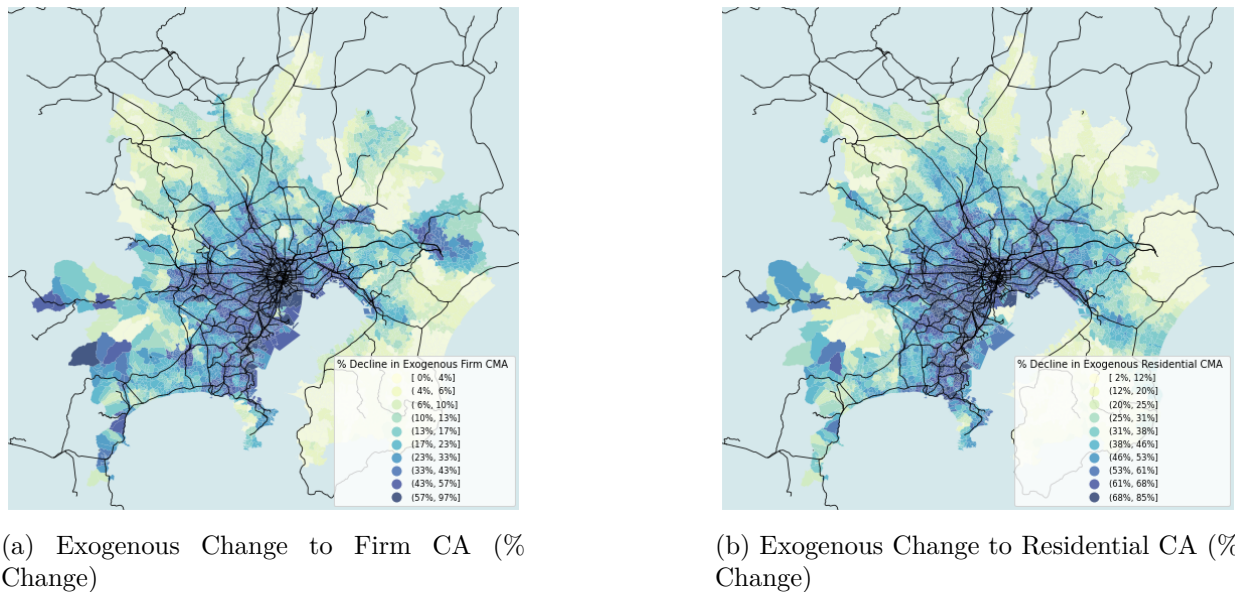 % Decline in Exogenous Firm CMA
[ 0%, 4%]
( 4%, 6%]
( 6%, 10%]
(10%, 13%]
(13%, 17%]
(17%, 23%]
(23%, 33%]
(33%, 43%]
(43%, 57%]
(57%, 97%]
% Decline in Exogenous Residential CMA
[ 2%, 12%]
(12%, 20%]
(20%, 25%]
(25%, 31%]
(31%, 38%]
(38%, 46%]
(46%, 53%]
(53%, 61%]
(61%, 68%]
(68%, 85%]
(a) Exogenous Change to Firm CA (%
Change)
(b) Exogenous Change to Residential CA (%
Change)